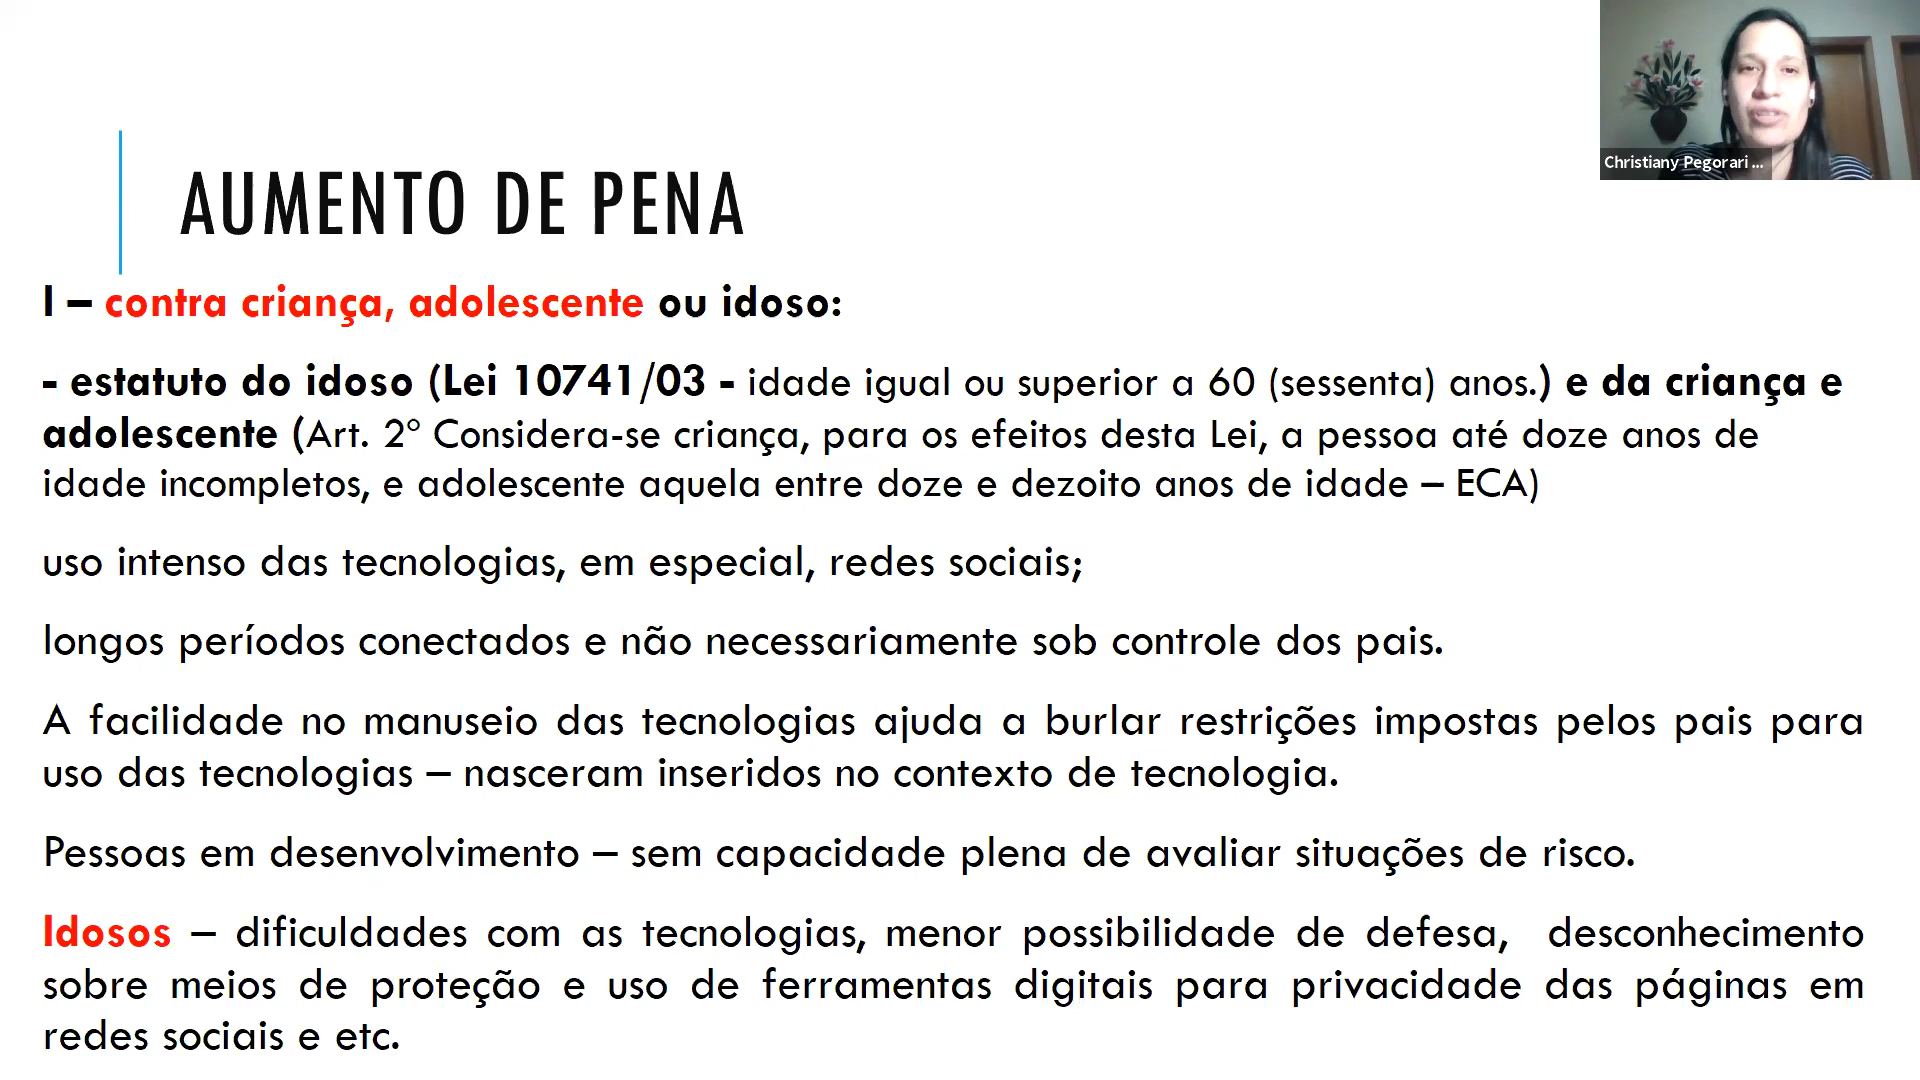 Christiany Pegorari ...
AUMENTO DE PENA
I – contra criança, adolescente ou idoso:
- estatuto do idoso (Lei 10741/03 - idade igual ou superior a 60 (sessenta) anos.) e da criança e
adolescente (Art. 2° Considera-se criança, para os efeitos desta Lei, a pessoa até doze anos de
idade incompletos, e adolescente aquela entre doze e dezoito anos de idade – ECA)
uso intenso das tecnologias, em especial, redes sociais;
longos períodos conectados e não necessariamente sob controle dos pais.
A facilidade no manuseio das tecnologias ajuda a burlar restrições impostas pelos pais para
uso das tecnologias – nasceram inseridos no contexto de tecnologia.
Pessoas em desenvolvimento – sem capacidade plena de avaliar situações de risco.
Idosos – dificuldades com as tecnologias, menor possibilidade de defesa, desconhecimento
sobre meios de proteção e uso de ferramentas digitais para privacidade das páginas em
redes sociais e etc.